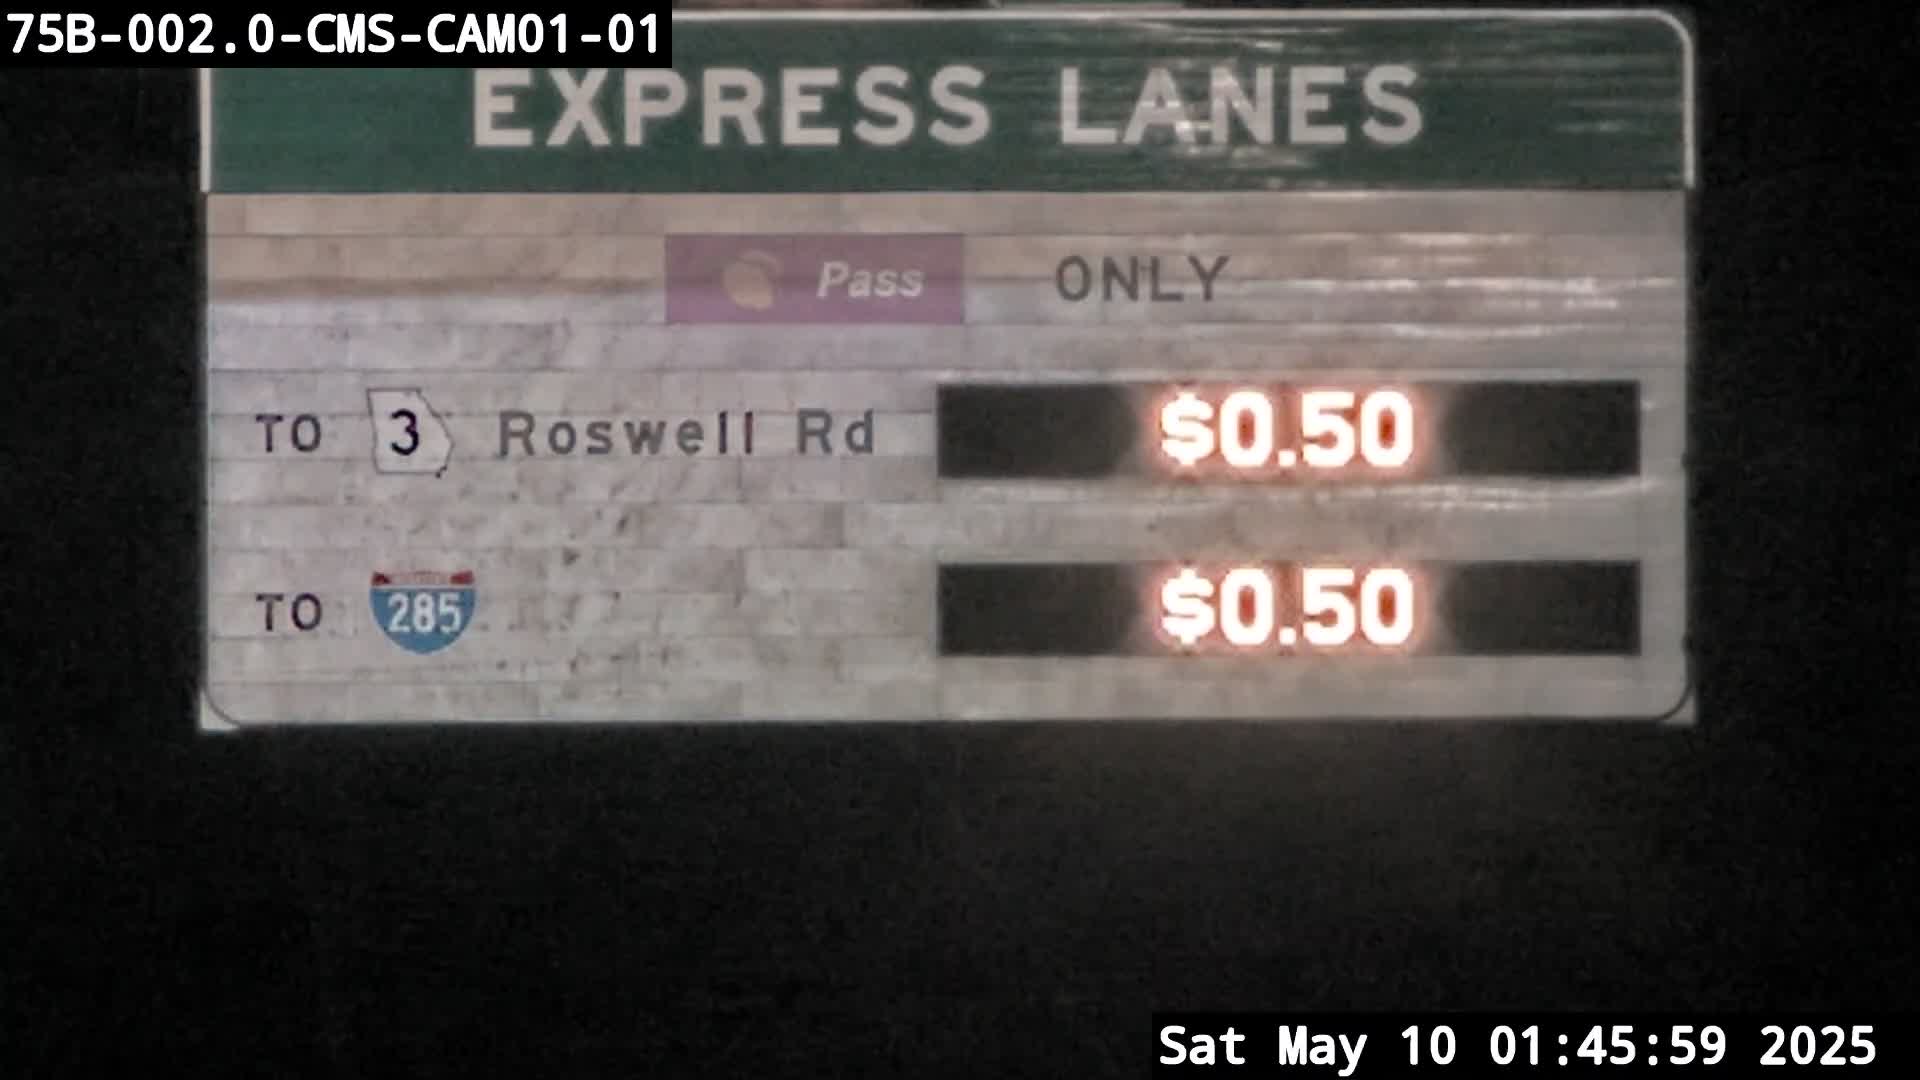 75B-002.0-CMS-CAM01-01
EXPRESS LANES
Pass ONLY
TO 3 Roswell Rd $0.50
TO 285 $0.50
Sat May 10 01:45:59 2025